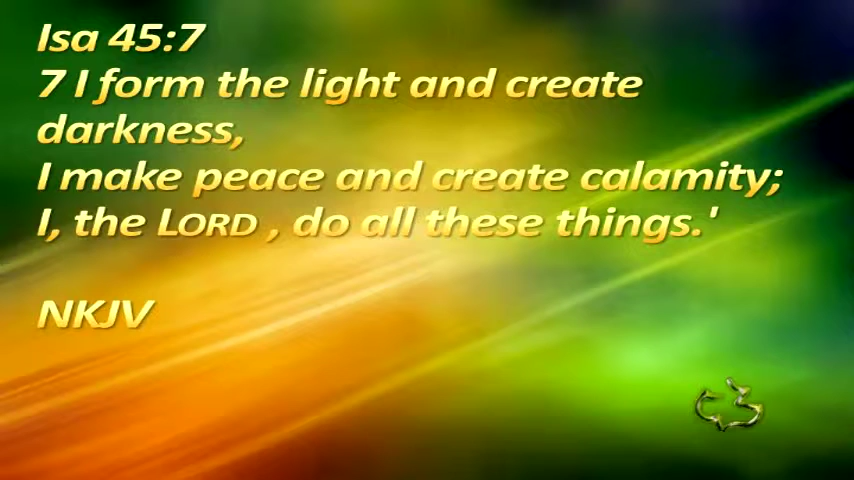 Isa 45:7
7 I form the light and create
darkness,
I make peace and create calamity;
I, the LORD , do all these things.'
NKJV